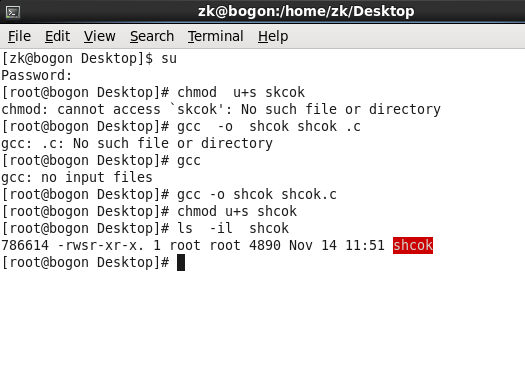 zk@bogon:/home/zk/Desktop
File Edit View Search Terminal Help
[zk@bogon Desktop]$ su
Password:
[root@bogon Desktop]# chmod  u+s skcok
chmod: cannot access `skcok': No such file or directory
[root@bogon Desktop]# gcc  -o  shcok shcok .c
gcc: .c: No such file or directory
[root@bogon Desktop]# gcc
gcc: no input files
[root@bogon Desktop]# gcc -o shcok shcok.c
[root@bogon Desktop]# chmod u+s shcok
[root@bogon Desktop]# ls  -il  shcok
786614 -rwsr-xr-x. 1 root root 4890 Nov 14 11:51 shcok
[root@bogon Desktop]#